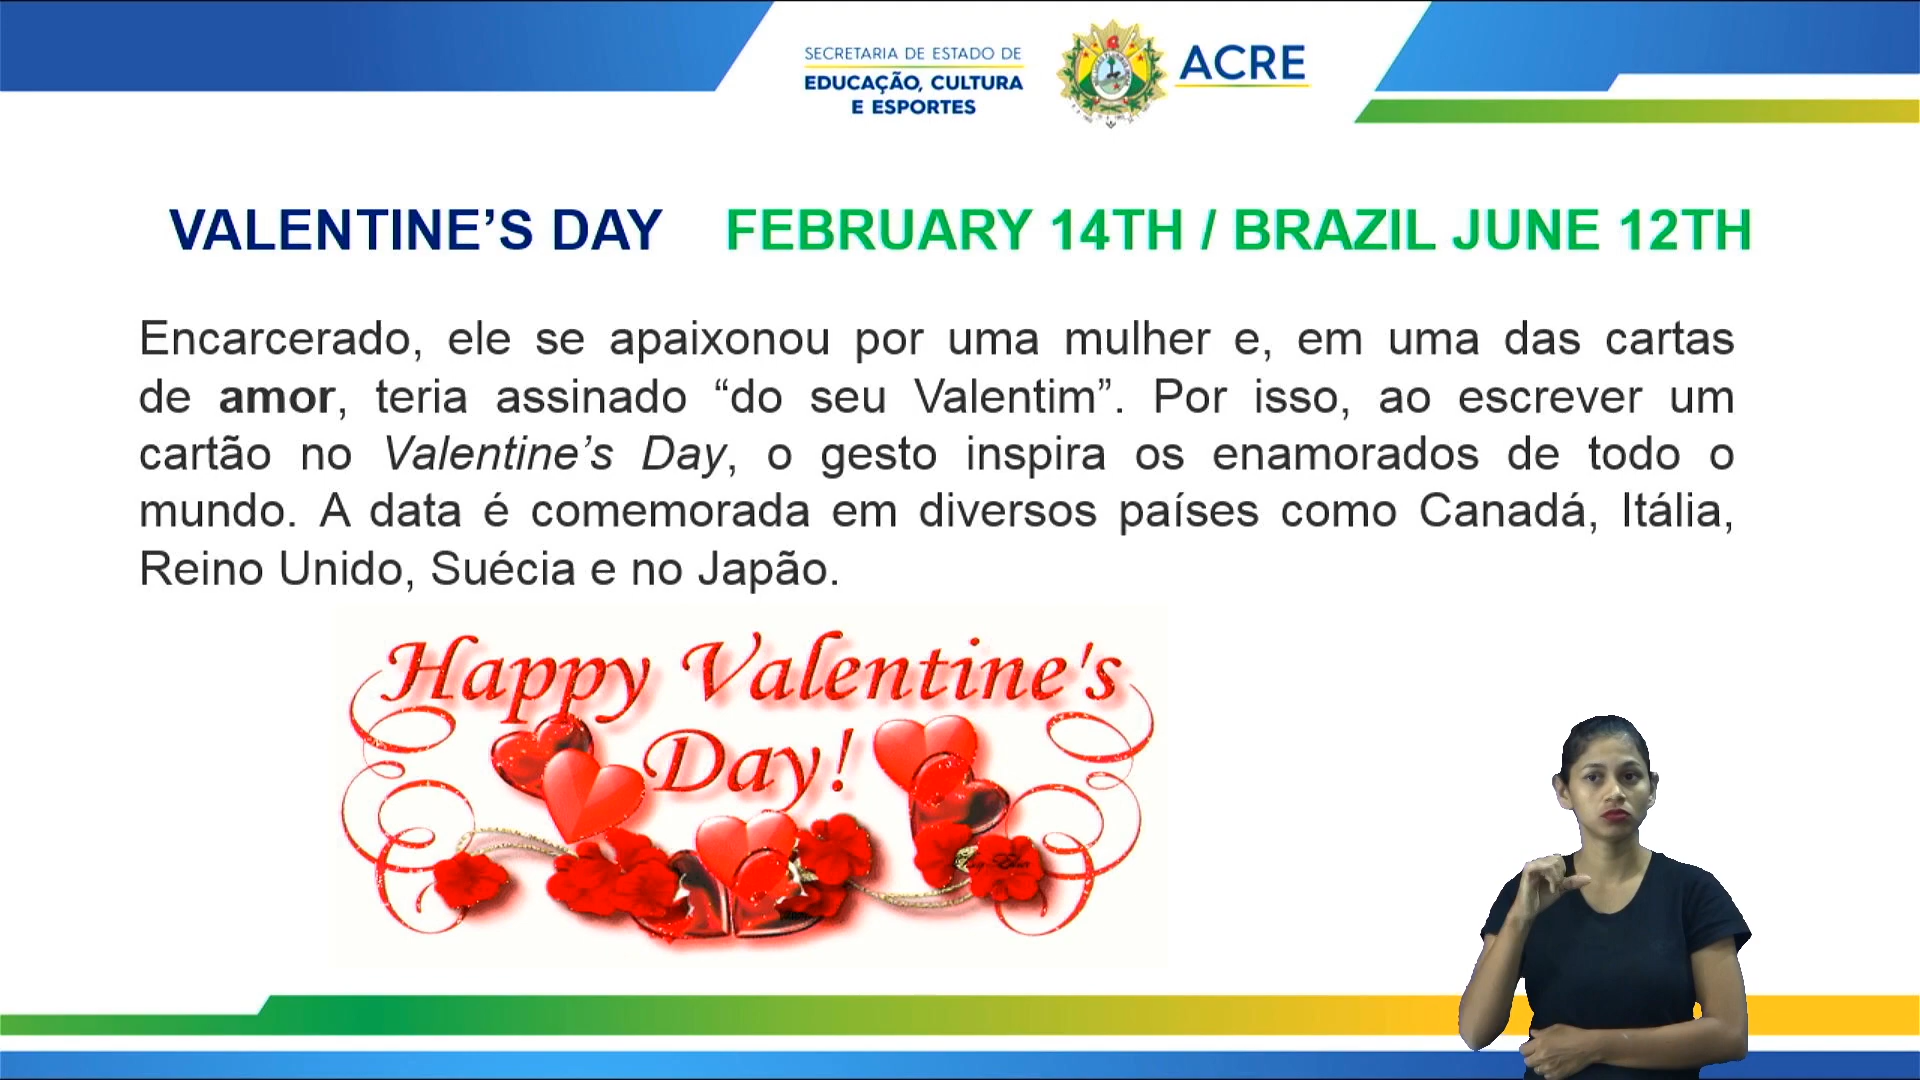 SECRETARIA DE ESTADO DE
EDUCAÇÃO, CULTURA
E ESPORTES
ACRE
VALENTINE’S DAY FEBRUARY 14TH / BRAZIL JUNE 12TH
Encarcerado, ele se apaixonou por uma mulher e, em uma das cartas
de amor, teria assinado “do seu Valentim”. Por isso, ao escrever um
cartão no Valentine’s Day, o gesto inspira os enamorados de todo o
mundo. A data é comemorada em diversos países como Canadá, Itália,
Reino Unido, Suécia e no Japão.
Happy Valentine's
Day!